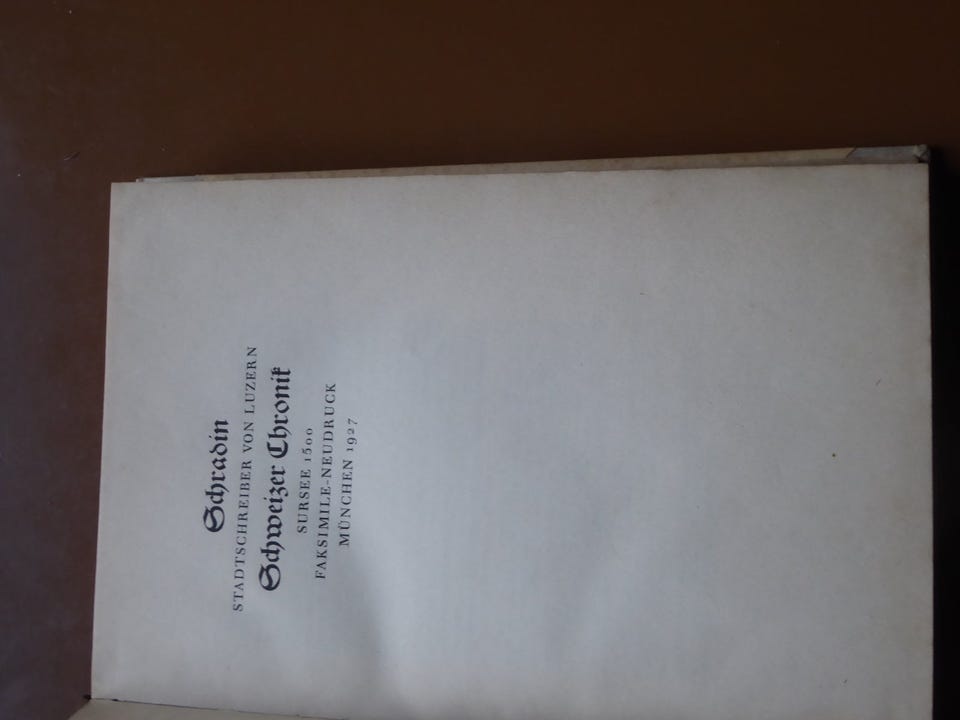 Schradin
STADTSCHREIBER VON LUZERN
Schweizer Chronik
SURSEE 1500
FAKSIMILE-NEUDRUCK
MÜNCHEN 1927